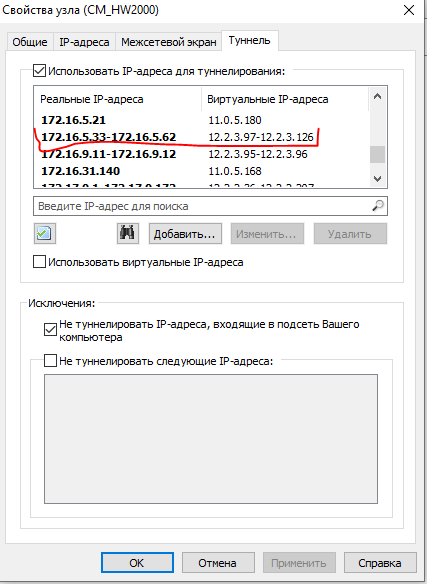 Свойства узла (CM_HW2000)
Общие IP-адреса Межсетевой экран Туннель
Использовать IP-адреса для туннелирования:
Реальные IP-адреса Виртуальные IP-адреса
172.16.5.21 11.0.5.180
172.16.5.33-172.16.5.62 12.2.3.97-12.2.3.126
172.16.9.11-172.16.9.12 12.2.3.95-12.2.3.96
172.16.31.140 11.0.5.168
Введите IP-адрес для поиска
Добавить... Изменить... Удалить
Использовать виртуальные IP-адреса
Исключения:
Не туннелировать IP-адреса, входящие в подсеть Вашего
компьютера
Не туннелировать следующие IP-адреса:
OK Отмена Применить Справка